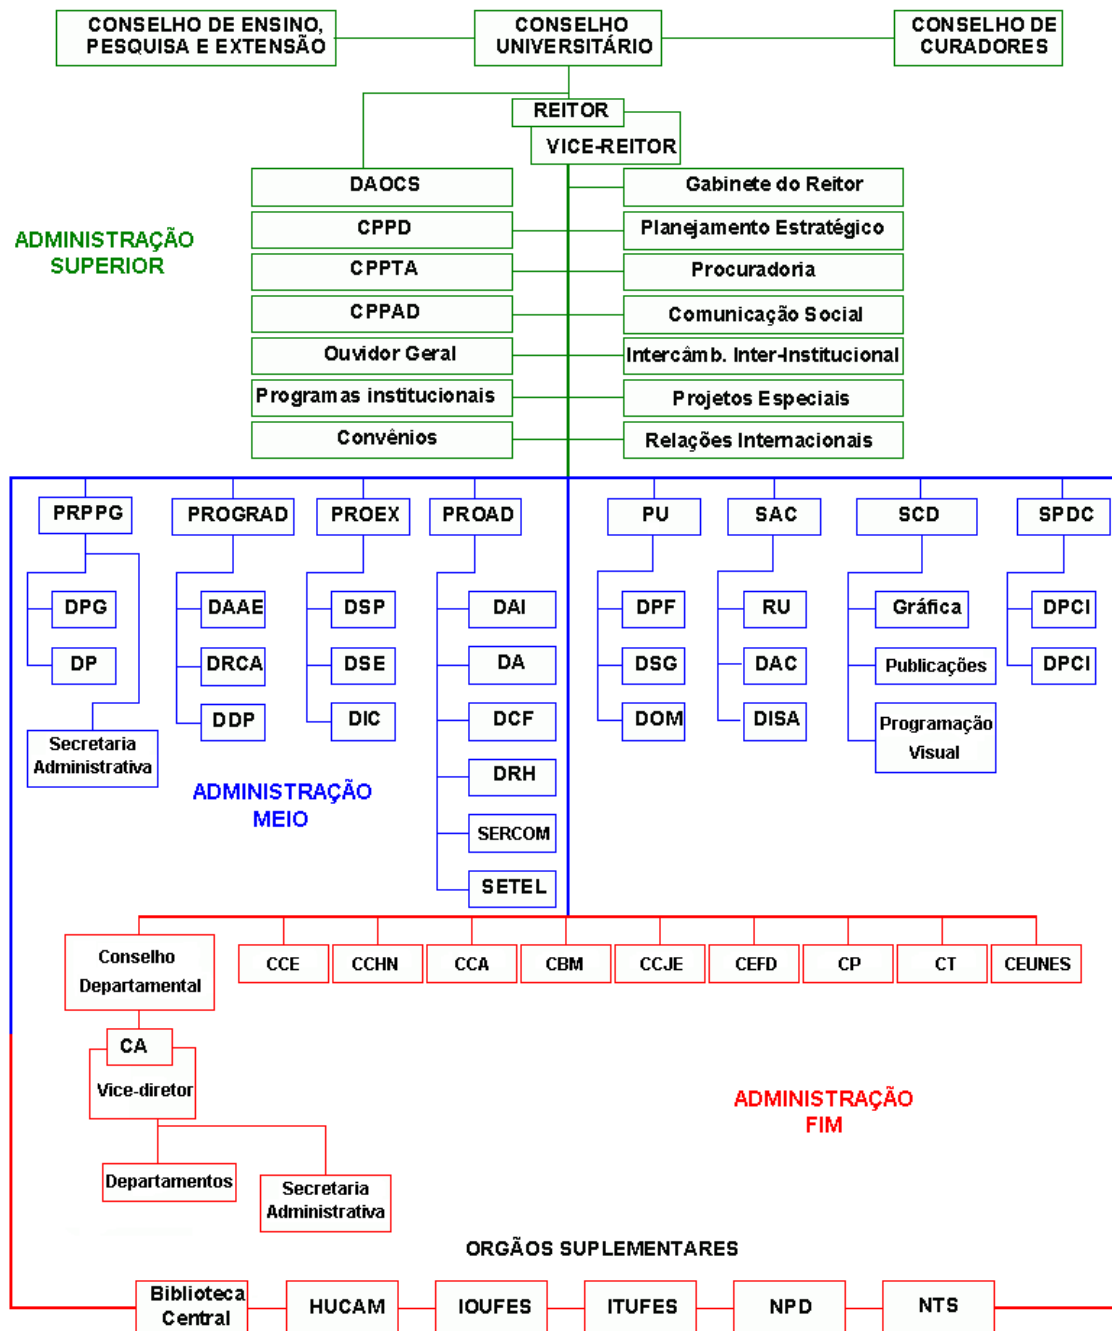 CONSELHO DE ENSINO,
PESQUISA E EXTENSÃO
CONSELHO
UNIVERSITÁRIO
CONSELHO DE
CURADORES
REITOR
VICE-REITOR
DAOCS
Gabinete do Reitor
CPPD
Planejamento Estratégico
ADMINISTRAÇÃO
SUPERIOR
CPPTA
Procuradoria
CPPAD
Comunicação Social
Ouvidor Geral
Intercâmb. Inter-Institucional
Programas institucionais
Projetos Especiais
Convênios
Relações Internacionais
PRPPG
PROGRAD
PROEX
PROAD
PU
SAC
SCD
SPDC
DPG
DAAE
DSP
DAI
DPF
RU
Gráfica
DPCI
DP
DRCA
DSE
DA
DSG
DAC
Publicações
DPCI
DDP
DIC
DCF
DOM
DISA
Programação
Visual
Secretaria
Administrativa
DRH
ADMINISTRAÇÃO
MEIO
SERCOM
SETEL
Conselho
Departamental
CCE
CCHN
CCA
CBM
CCJE
CEFD
CP
CT
CEUNES
CA
Vice-diretor
ADMINISTRAÇÃO
FIM
Departamentos
Secretaria
Administrativa
ORGÃOS SUPLEMENTARES
Biblioteca
Central
HUCAM
IOUFES
ITUFES
NPD
NTS